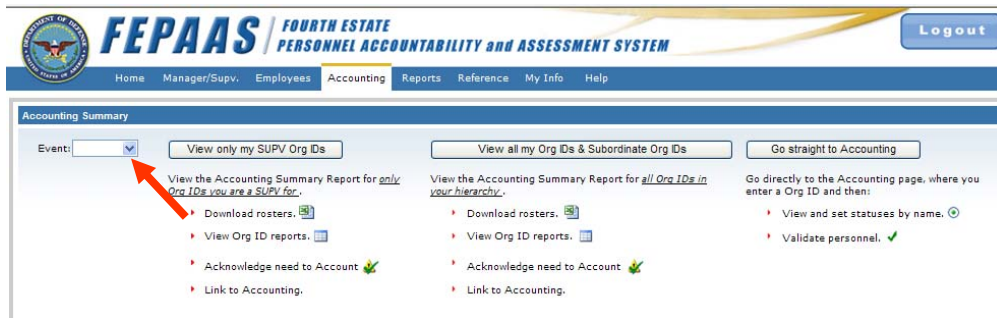 DEPARTMENT OF DEFENSE
FEPAAS
FOURTH ESTATE
PERSONNEL ACCOUNTABILITY and ASSESSMENT SYSTEM
Logout
Home Manager/Supv. Employees Accounting Reports Reference My Info Help
Accounting Summary
Event:
View only my SUPV Org IDs
View the Accounting Summary Report for only
Org IDs you are a SUPV for .
Download rosters.
View Org ID reports.
Acknowledge need to Account
Link to Accounting.
View all my Org IDs & Subordinate Org IDs
View the Accounting Summary Report for all Org IDs in
your hierarchy .
Download rosters.
View Org ID reports.
Acknowledge need to Account
Link to Accounting.
Go straight to Accounting
Go directly to the Accounting page, where you
enter a Org ID and then:
View and set statuses by name.
Validate personnel.